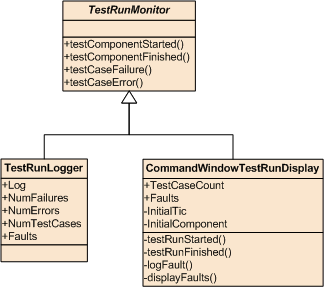 TestRunMonitor
+testComponentStarted()
+testComponentFinished()
+testCaseFailure()
+testCaseError()
TestRunLogger
+Log
+NumFailures
+NumErrors
+NumTestCases
+Faults
CommandWindowTestRunDisplay
+TestCaseCount
+Faults
-InitialTic
-InitialComponent
-testRunStarted()
-testRunFinished()
-logFault()
-displayFaults()